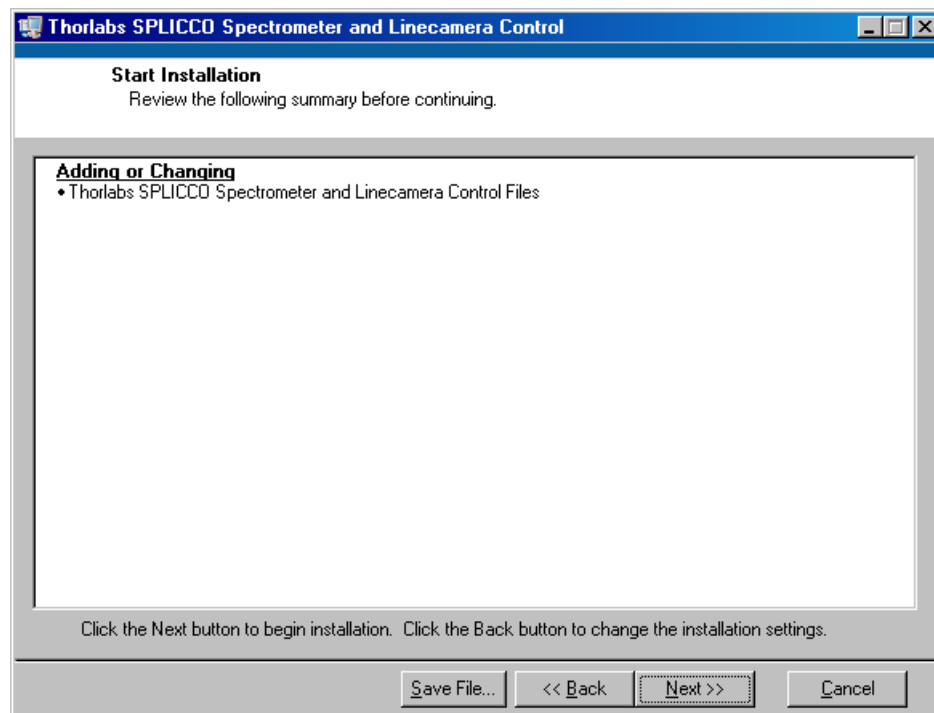 Thorlabs SPLICCO Spectrometer and Linecamera Control
Start Installation
Review the following summary before continuing.
Adding or Changing
• Thorlabs SPLICCO Spectrometer and Linecamera Control Files
Click the Next button to begin installation. Click the Back button to change the installation settings.
Save File... << Back Next >> Cancel